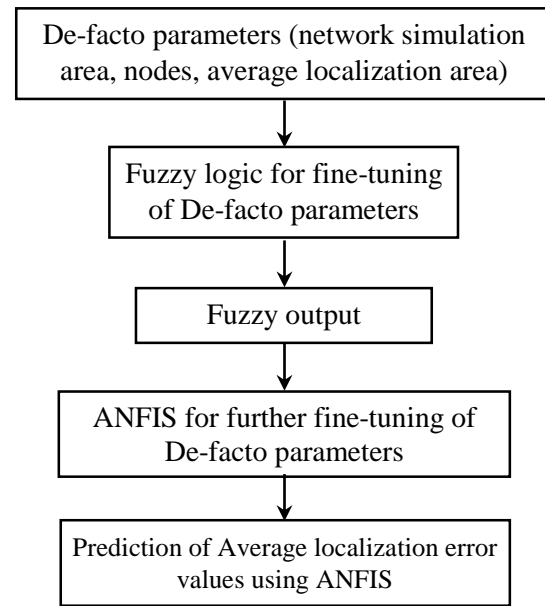 De-facto parameters (network simulation
area, nodes, average localization area)
Fuzzy logic for fine-tuning
of De-facto parameters
Fuzzy output
ANFIS for further fine-tuning of
De-facto parameters
Prediction of Average localization error
values using ANFIS